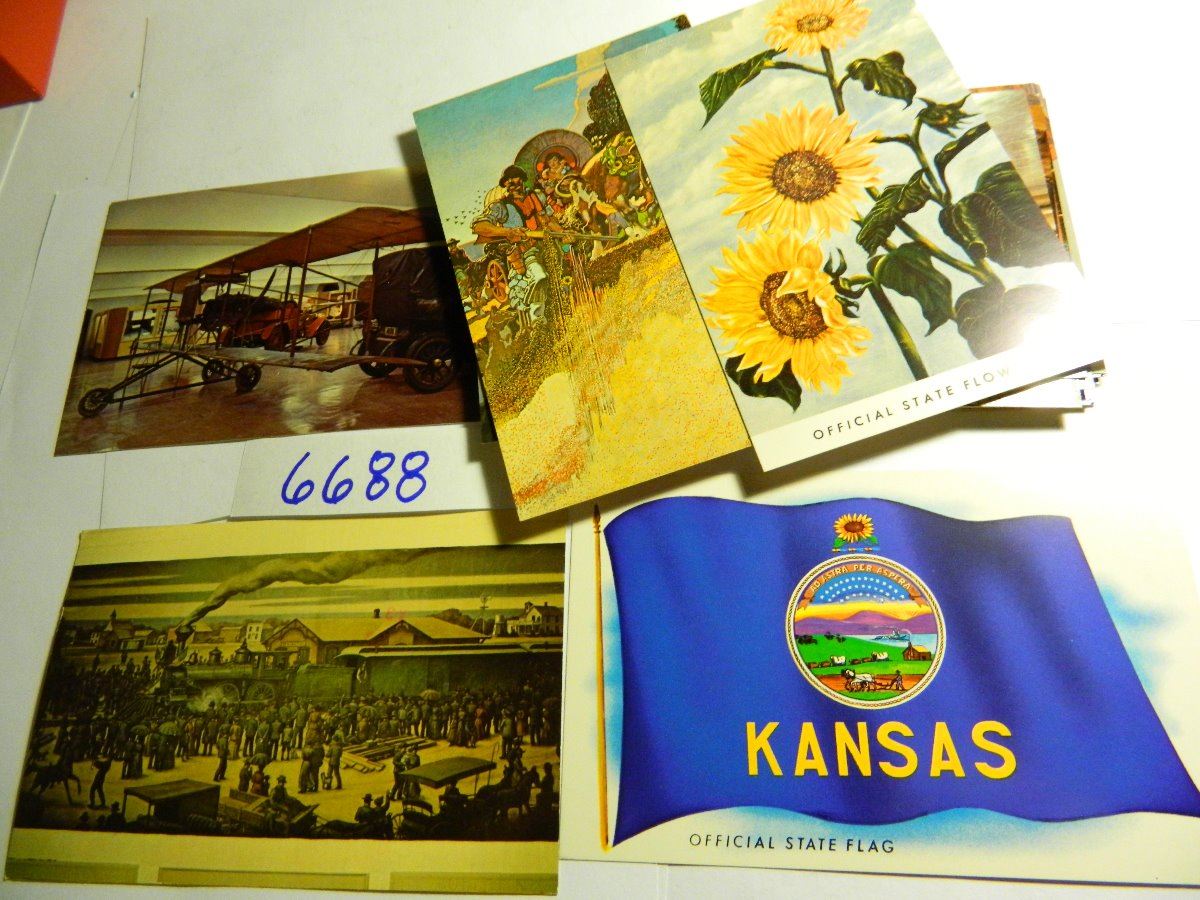 OFFICIAL STATE FLOW
6688
AD ASTRA PER ASPERA
KANSAS
OFFICIAL STATE FLAG